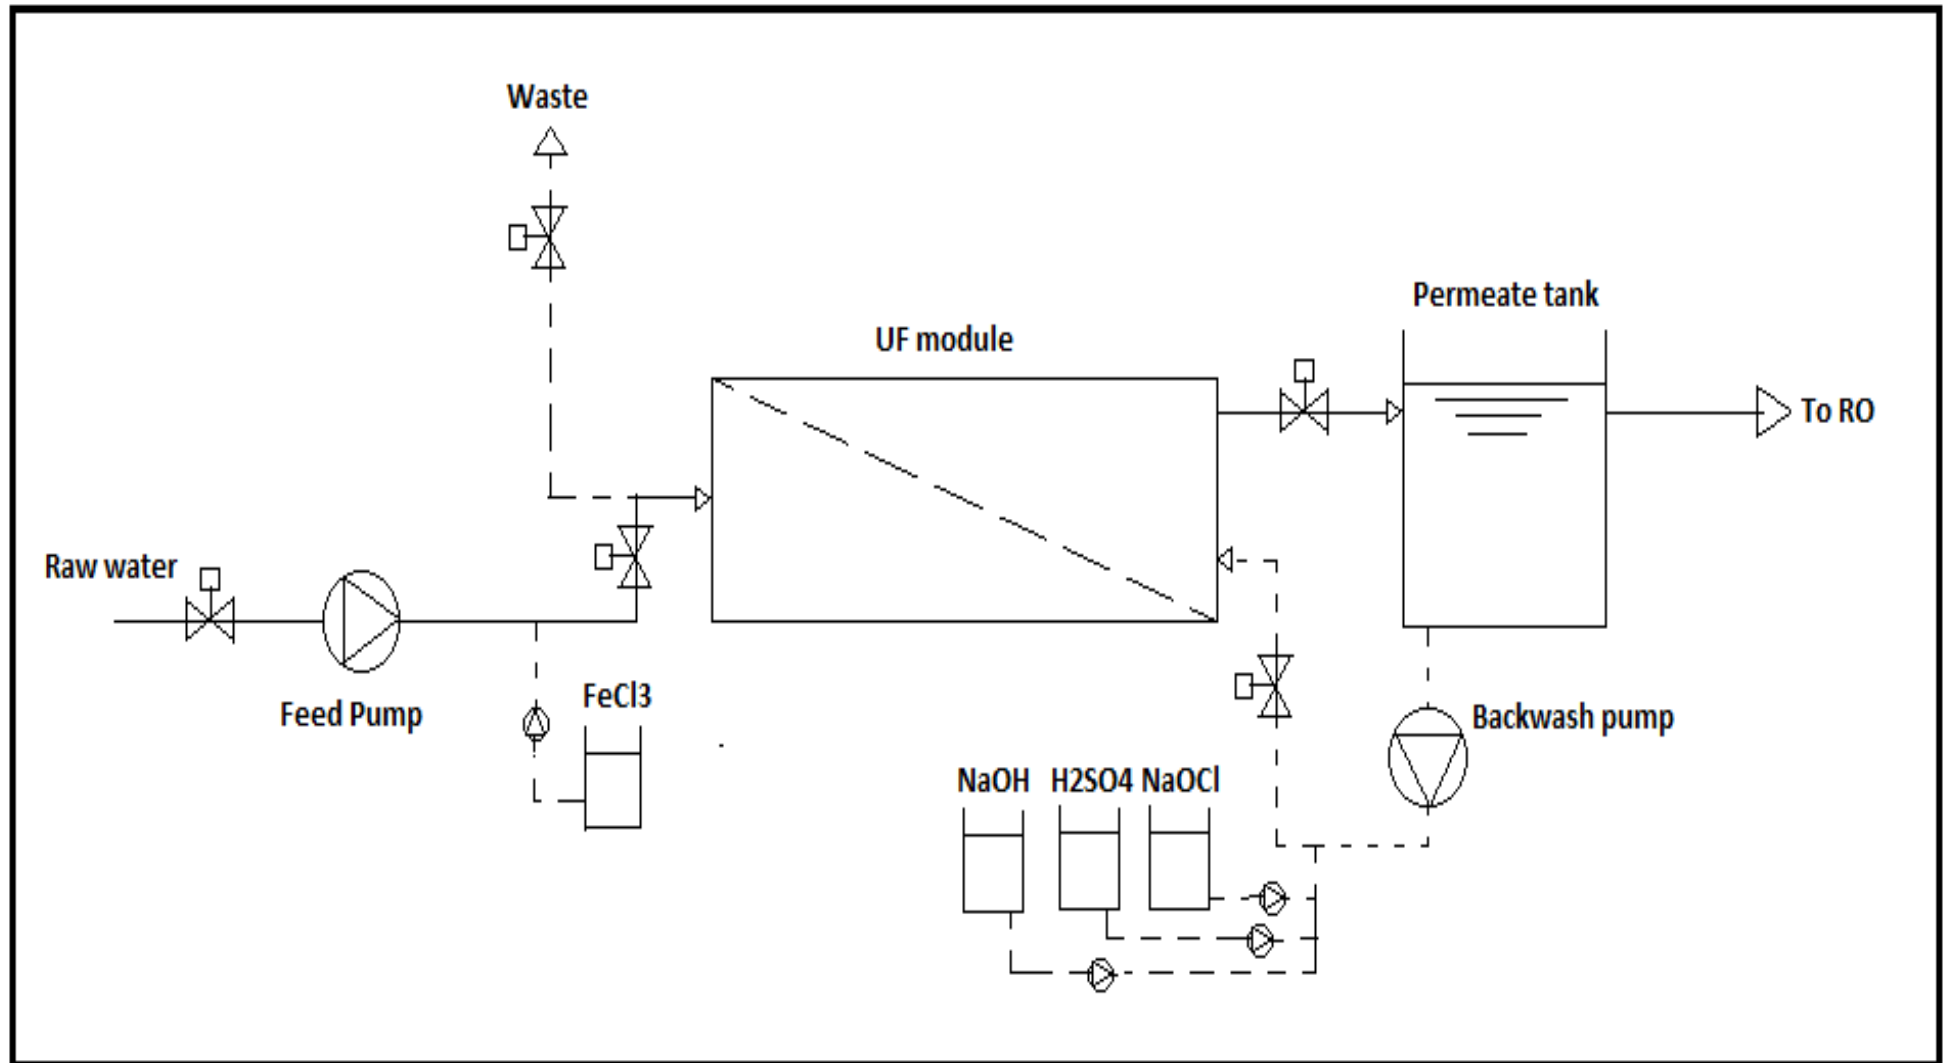 Waste
Permeate tank
UF module
To RO
Raw water
Feed Pump
FeCl3
Backwash pump
NaOH H2SO4 NaOCl